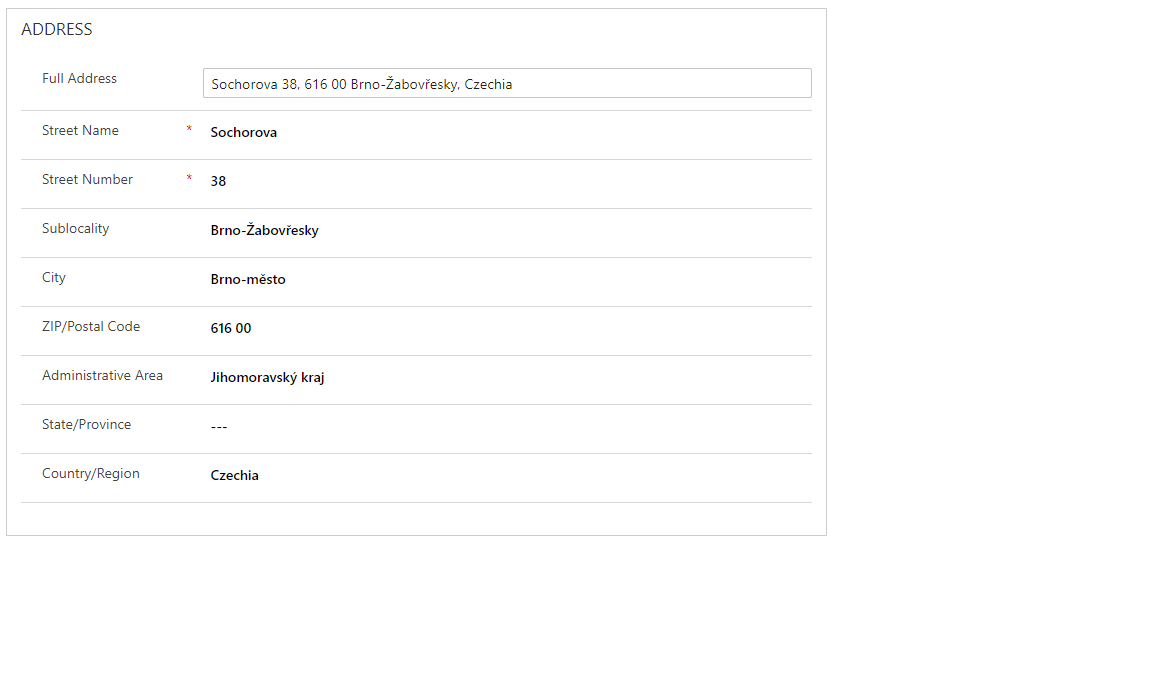 ADDRESS
Full Address Sochorova 38, 616 00 Brno-Žabovřesky, Czechia
Street Name * Sochorova
Street Number * 38
Sublocality Brno-Žabovřesky
City Brno-město
ZIP/Postal Code 616 00
Administrative Area Jihomoravský kraj
State/Province ---
Country/Region Czechia